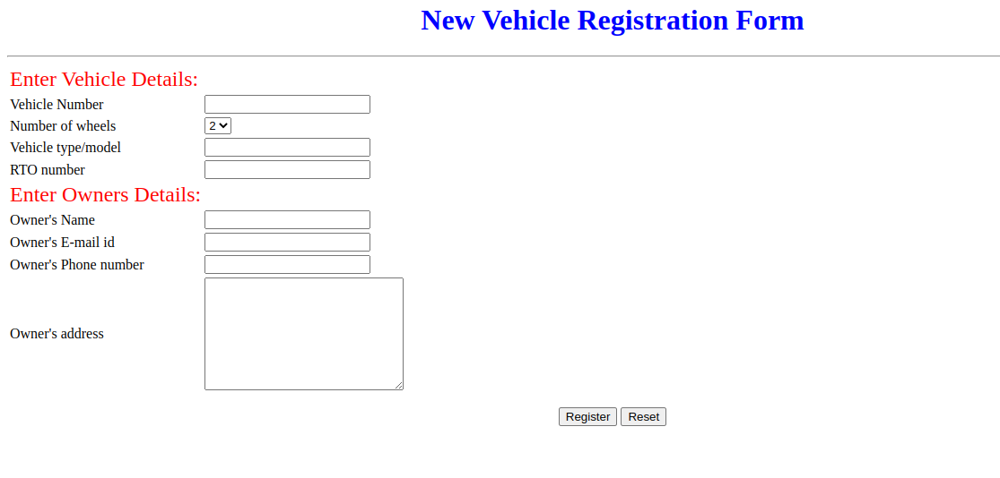 New Vehicle Registration Form
Enter Vehicle Details:
Vehicle Number
Number of wheels 2
Vehicle type/model
RTO number
Enter Owners Details:
Owner's Name
Owner's E-mail id
Owner's Phone number
Owner's address
Register Reset